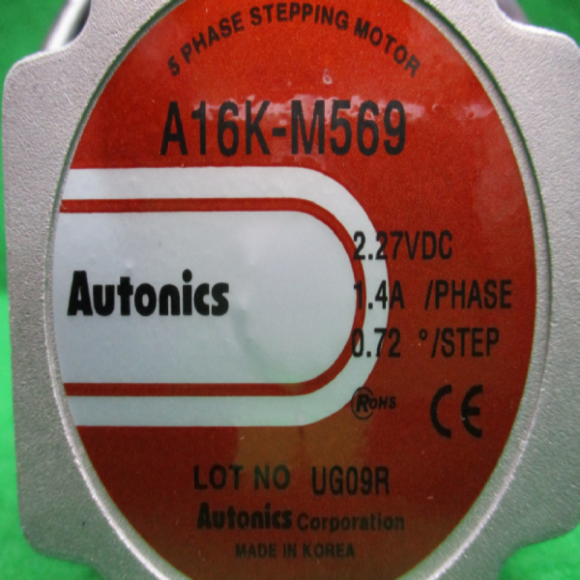 5 PHASE STEPPING MOTOR
A16K-M569
2.27VDC
Autonics
1.4A /PHASE
0.72 °/STEP
RoHS CE
LOT NO UG09R
Autonics Corporation
MADE IN KOREA